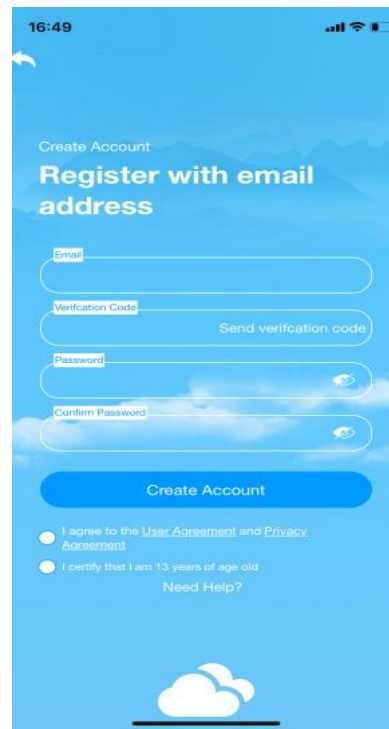 16:49
Create Account
Register with email
address
Email
Verifcation Code
Send verifcation code
Password
Confirm Password
Create Account
I agree to the User Agreement and Privacy
Agreement
I certify that I am 13 years of age old
Need Help?